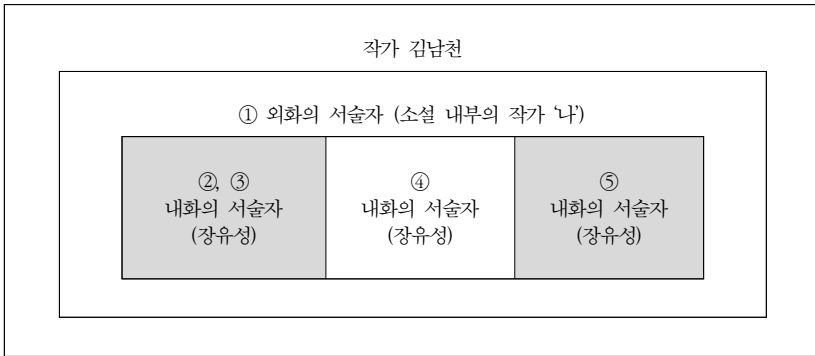 작가 김남천
① 외화의 서술자 (소설 내부의 작가 ‘나’)
②, ③
내화의 서술자
(장유성)
④
내화의 서술자
(장유성)
⑤
내화의 서술자
(장유성)